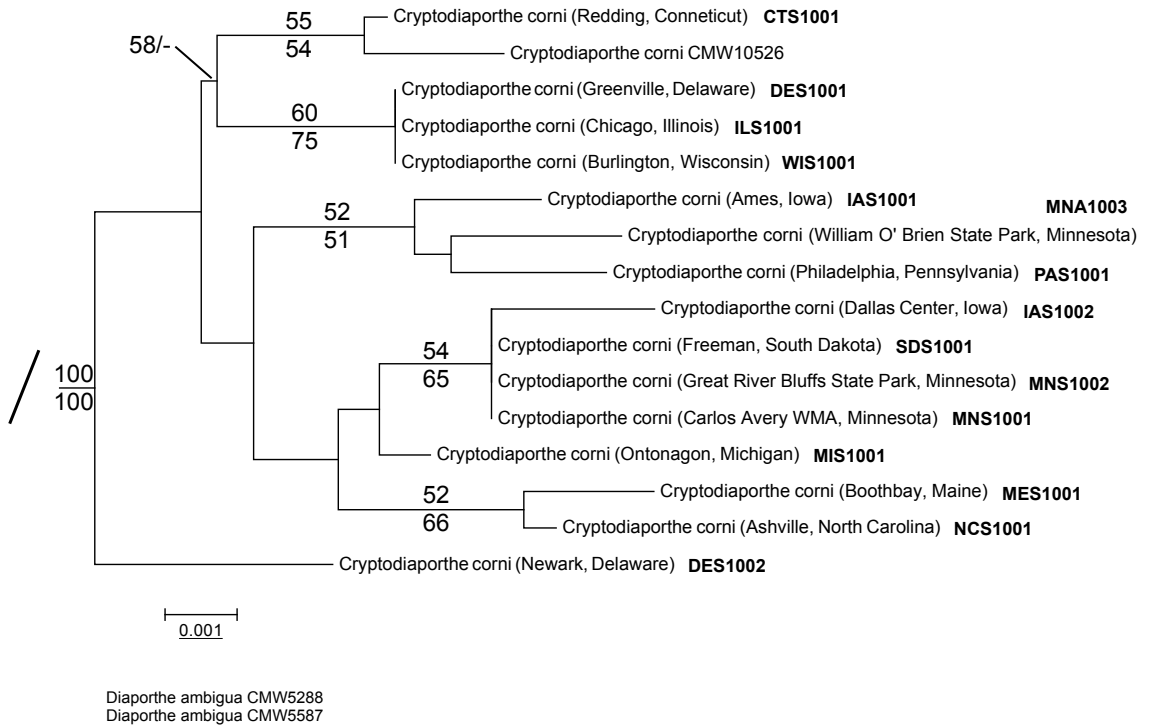 55
Cryptodiaporthe corni (Redding, Conneticut) CTS1001
58/-
54
Cryptodiaporthe corni CMW10526
Cryptodiaporthe corni (Greenville, Delaware) DES1001
60
Cryptodiaporthe corni (Chicago, Illinois) ILS1001
75
Cryptodiaporthe corni (Burlington, Wisconsin) WIS1001
Cryptodiaporthe corni (Ames, Iowa) IAS1001
MNA1003
52
51
Cryptodiaporthe corni (William O' Brien State Park, Minnesota)
Cryptodiaporthe corni (Philadelphia, Pennsylvania) PAS1001
Cryptodiaporthe corni (Dallas Center, Iowa) IAS1002
Cryptodiaporthe corni (Freeman, South Dakota) SDS1001
54
65
Cryptodiaporthe corni (Great River Bluffs State Park, Minnesota) MNS1002
100
100
Cryptodiaporthe corni (Carlos Avery WMA, Minnesota) MNS1001
Cryptodiaporthe corni (Ontonagon, Michigan) MIS1001
52
Cryptodiaporthe corni (Boothbay, Maine) MES1001
66
Cryptodiaporthe corni (Ashville, North Carolina) NCS1001
Cryptodiaporthe corni (Newark, Delaware) DES1002
0.001
Diaporthe ambigua CMW5288
Diaporthe ambigua CMW5587